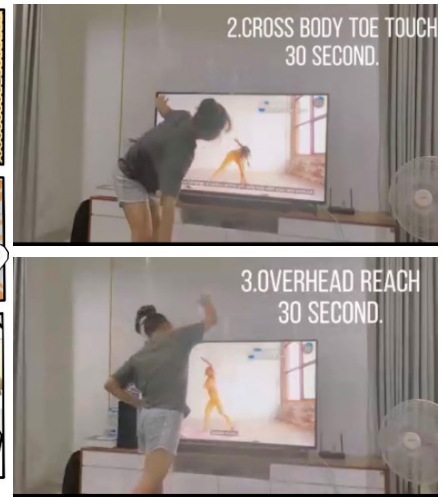 2.CROSS BODY TOE TOUCH
30 SECOND.
3.OVERHEAD REACH
30 SECOND.